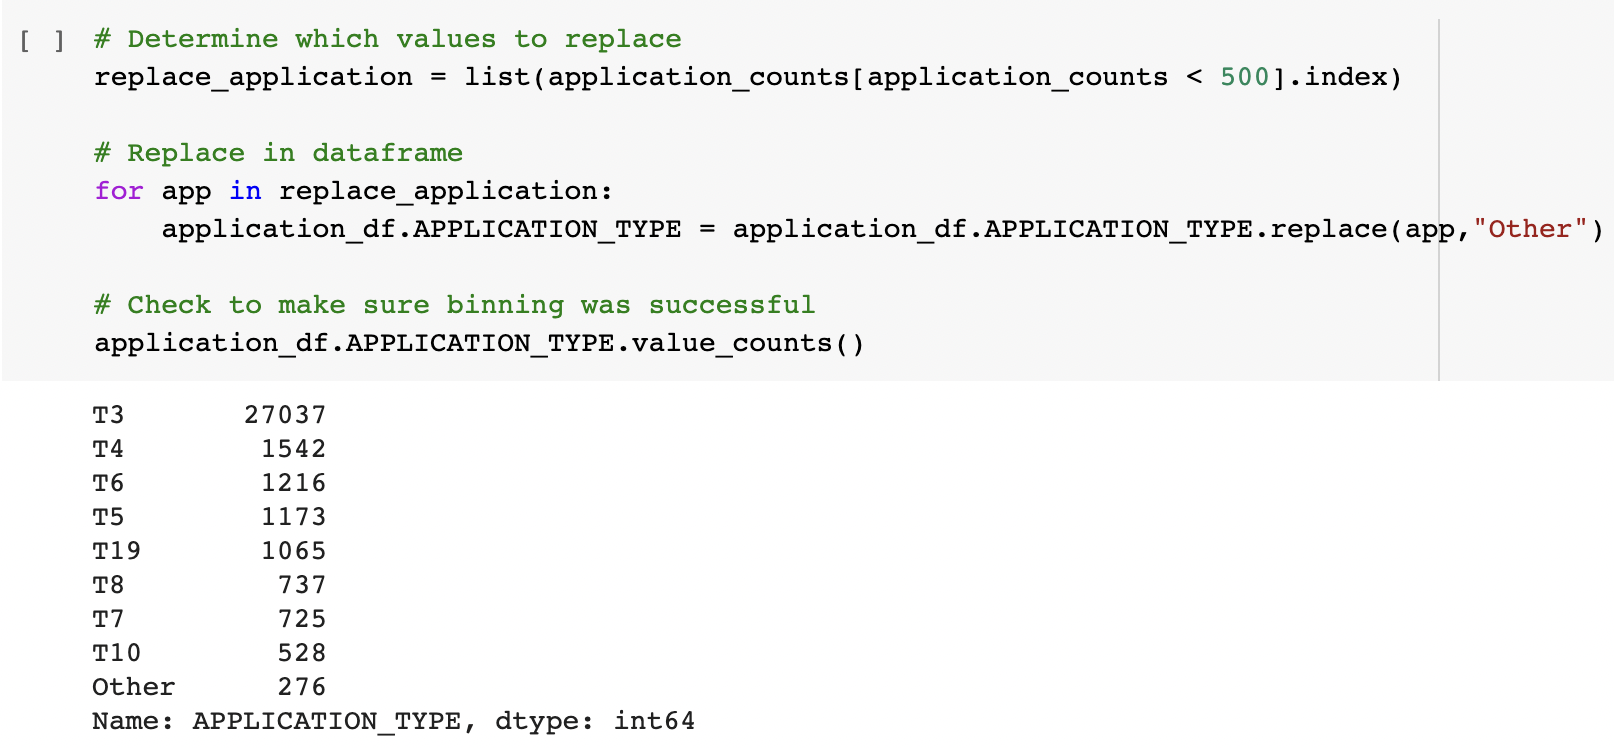 [ ] # Determine which values to replace
replace_application = list(application_counts[application_counts < 500].index)
# Replace in dataframe
for app in replace_application:
    application_df.APPLICATION_TYPE = application_df.APPLICATION_TYPE.replace(app,"Other")
# Check to make sure binning was successful
application_df.APPLICATION_TYPE.value_counts()
T3       27037
T4        1542
T6        1216
T5        1173
T19       1065
T8         737
T7         725
T10        528
Other      276
Name: APPLICATION_TYPE, dtype: int64